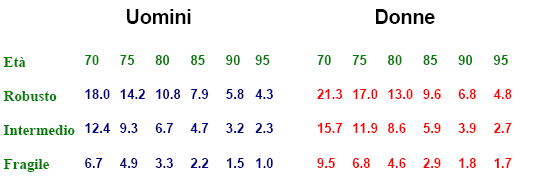 Uomini Donne
Età 70 75 80 85 90 95 70 75 80 85 90 95
Robusto 18.0 14.2 10.8 7.9 5.8 4.3 21.3 17.0 13.0 9.6 6.8 4.8
Intermedio 12.4 9.3 6.7 4.7 3.2 2.3 15.7 11.9 8.6 5.9 3.9 2.7
Fragile 6.7 4.9 3.3 2.2 1.5 1.0 9.5 6.8 4.6 2.9 1.8 1.7